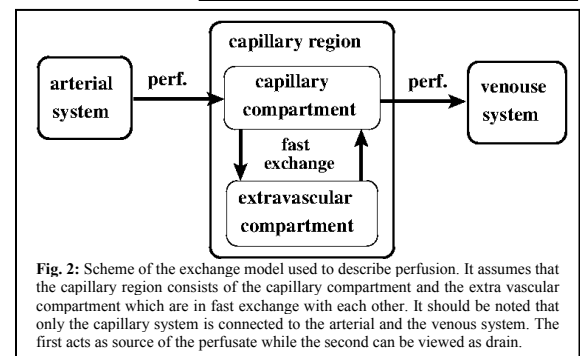 capillary region
arterial
system
perf.
capillary
compartment
perf.
venouse
system
fast
exchange
extravascular
compartment
Fig. 2: Scheme of the exchange model used to describe perfusion. It assumes that
the capillary region consists of the capillary compartment and the extra vascular
compartment which are in fast exchange with each other. It should be noted that
only the capillary system is connected to the arterial and the venous system. The
first acts as source of the perfusate while the second can be viewed as drain.